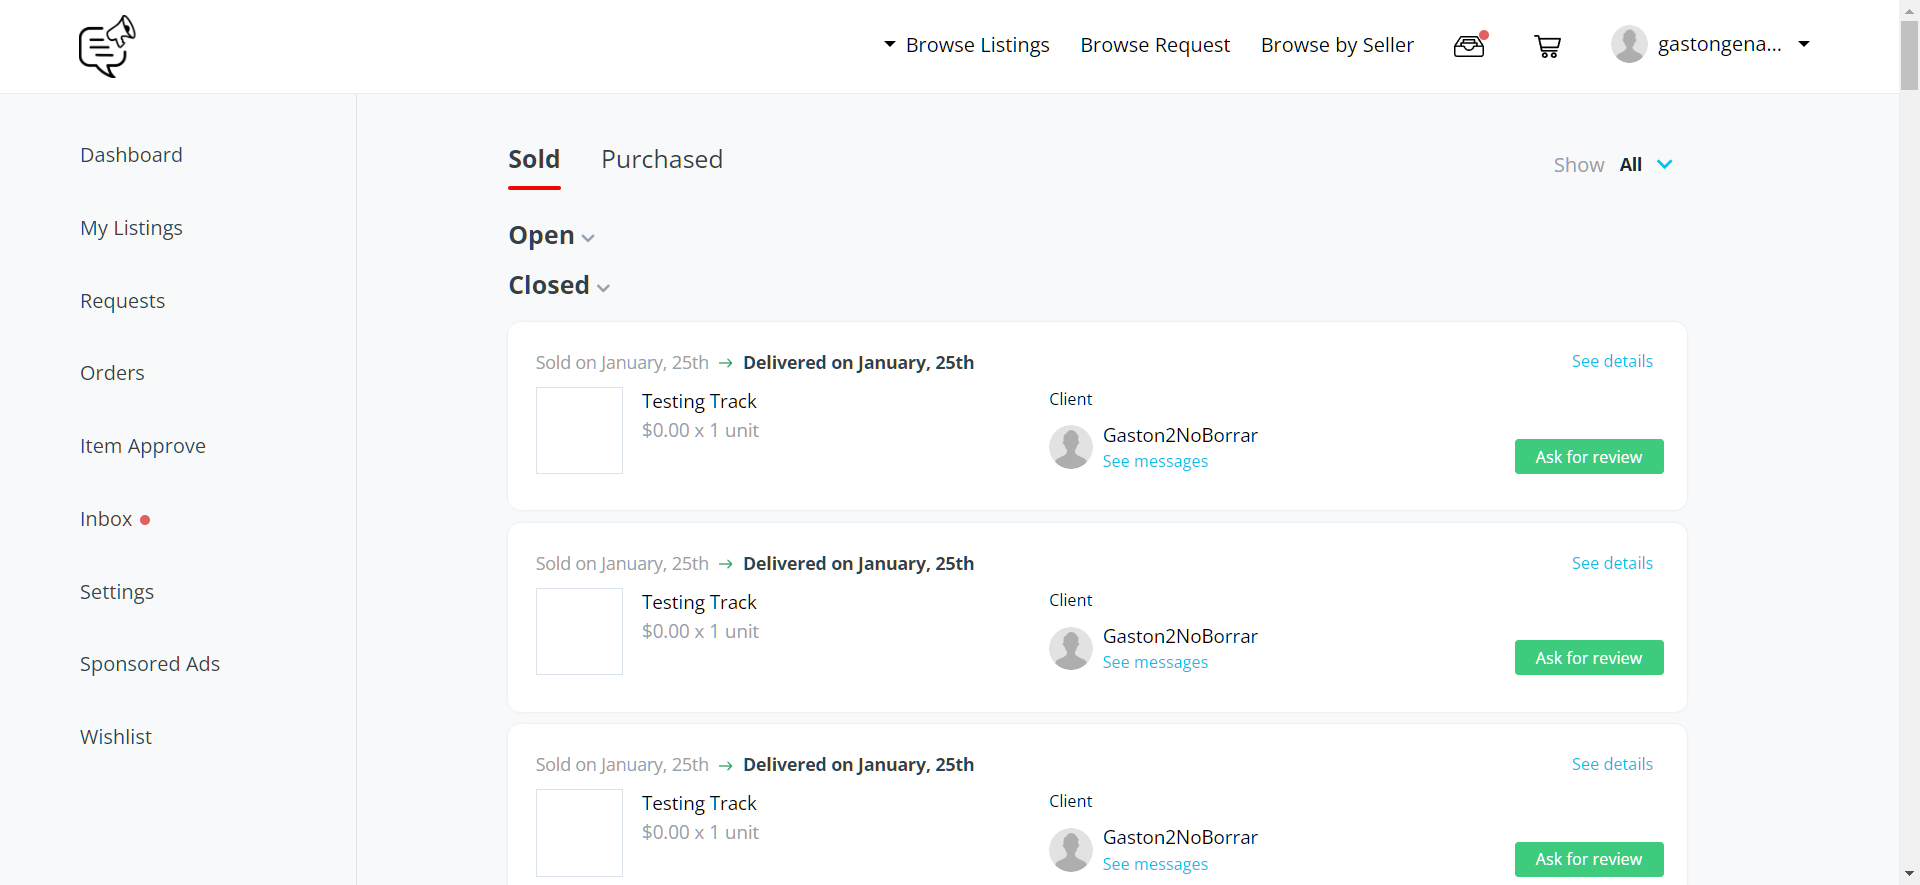 Browse Listings
Browse Request
Browse by Seller
gastongena...
Dashboard
My Listings
Requests
Orders
Item Approve
Inbox
Settings
Sponsored Ads
Wishlist
Sold
Purchased
Show All
Open
Closed
Sold on January, 25th → Delivered on January, 25th
See details
Testing Track
$0.00 x 1 unit
Client
Gaston2NoBorrar
See messages
Ask for review
Sold on January, 25th → Delivered on January, 25th
See details
Testing Track
$0.00 x 1 unit
Client
Gaston2NoBorrar
See messages
Ask for review
Sold on January, 25th → Delivered on January, 25th
See details
Testing Track
$0.00 x 1 unit
Client
Gaston2NoBorrar
See messages
Ask for review